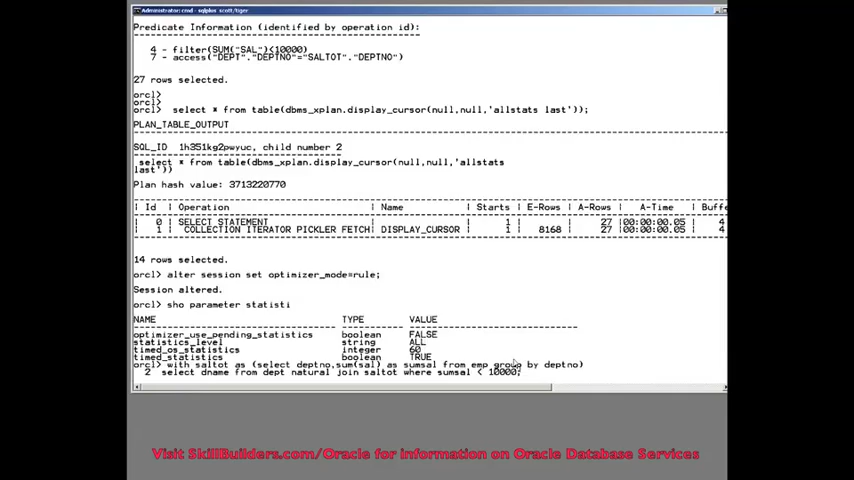 Administrator: cmd - sqlplus scott/tiger
Predicate Information (identified by operation id):
---------------------------------------------------
4 - filter(SUM("SAL")<10000)
7 - access("DEPT"."DEPTNO"="SALTOT"."DEPTNO")
27 rows selected.
orcl>
orcl>
orcl>  select * from table(dbms_xplan.display_cursor(null,null,'allstats last'));
PLAN_TABLE_OUTPUT
SQL_ID  1h351kg2pwyuc, child number 2
select * from table(dbms_xplan.display_cursor(null,null,'allstats
last'))
Plan hash value: 3713220770
| Id | Operation | Name | Starts | E-Rows | A-Rows | A-Time | Buffe
| 0 | SELECT STATEMENT | | 1 | | 27 |00:00:00.05 | 4
| 1 | COLLECTION ITERATOR PICKLER FETCH| DISPLAY_CURSOR | 1 | 8168 | 27 |00:00:00.05 | 4
14 rows selected.
orcl> alter session set optimizer_mode=rule;
Session altered.
orcl> sho parameter statisti
NAME TYPE VALUE
optimizer_use_pending_statistics boolean FALSE
statistics_level string ALL
timed_os_statistics integer 60
timed_statistics boolean TRUE
orcl> with saltot as (select deptno,sum(sal) as sumsal from emp group by deptno)
2  select dname from dept natural join saltot where sumsal < 10000;
Visit SkillBuilders.com/Oracle for information on Oracle Database Services